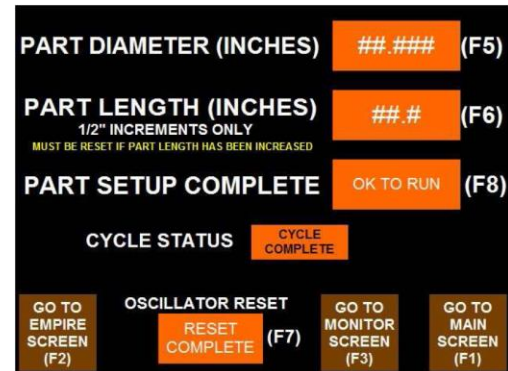 PART DIAMETER (INCHES) ##.### (F5)
PART LENGTH (INCHES) ##.# (F6)
1/2" INCREMENTS ONLY
MUST BE RESET IF PART LENGTH HAS BEEN INCREASED
PART SETUP COMPLETE OK TO RUN (F8)
CYCLE STATUS CYCLE COMPLETE
OSCILLATOR RESET
RESET COMPLETE (F7)
GO TO EMPIRE SCREEN (F2)
GO TO MONITOR SCREEN (F3)
GO TO MAIN SCREEN (F1)